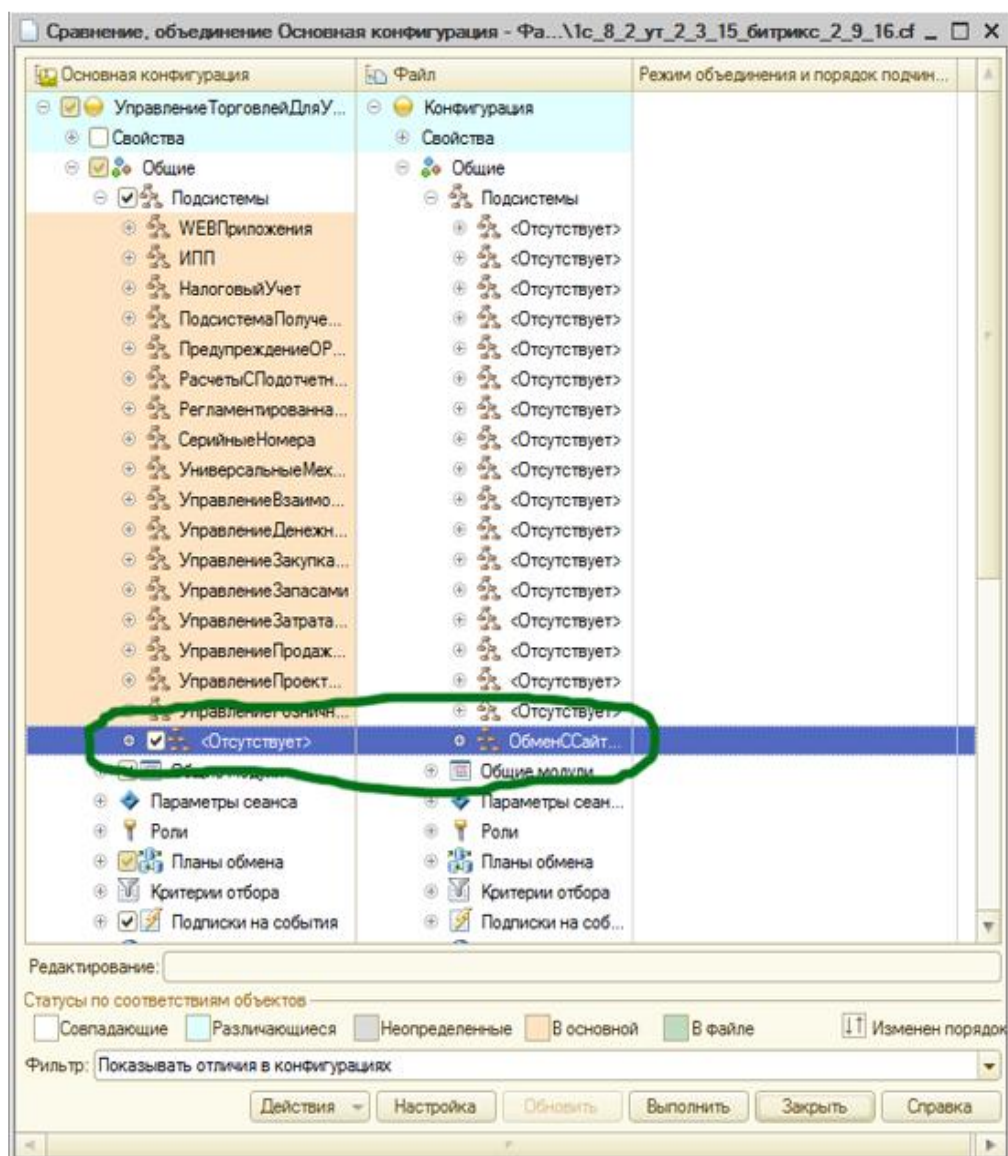 Сравнение, объединение Основная конфигурация - Фа...\1c_8_2_ут_2_3_15_битрикс_2_9_16.cf
Основная конфигурация Файл Режим объединения и порядок подчин...
УправлениеТорговлейДляУ... Конфигурация
Свойства Свойства
Общие Общие
Подсистемы Подсистемы
WEBПриложения <Отсутствует>
ИПП <Отсутствует>
НалоговыйУчет <Отсутствует>
ПодсистемаПолуче... <Отсутствует>
ПредупреждениеОР... <Отсутствует>
РасчетыСПодотчетн... <Отсутствует>
Регламентированна... <Отсутствует>
СерийныеНомера <Отсутствует>
УниверсальныеМех... <Отсутствует>
УправлениеВзаимо... <Отсутствует>
УправлениеДенежн... <Отсутствует>
УправлениеЗакупка... <Отсутствует>
УправлениеЗапасами <Отсутствует>
УправлениеЗатрата... <Отсутствует>
УправлениеПродаж... <Отсутствует>
УправлениеПроект... <Отсутствует>
УправлениеРозничн... <Отсутствует>
<Отсутствует> ОбменССайт...
Общие модули Общие модули
Параметры сеанса Параметры сеан...
Роли Роли
Планы обмена Планы обмена
Критерии отбора Критерии отбора
Подписки на события Подписки на соб...
Редактирование:
Статусы по соответствиям объектов
Совпадающие Различающиеся Неопределенные В основной В файле Изменен порядок
Фильтр: Показывать отличия в конфигурациях
Действия Настройка Обновить Выполнить Закрыть Справка